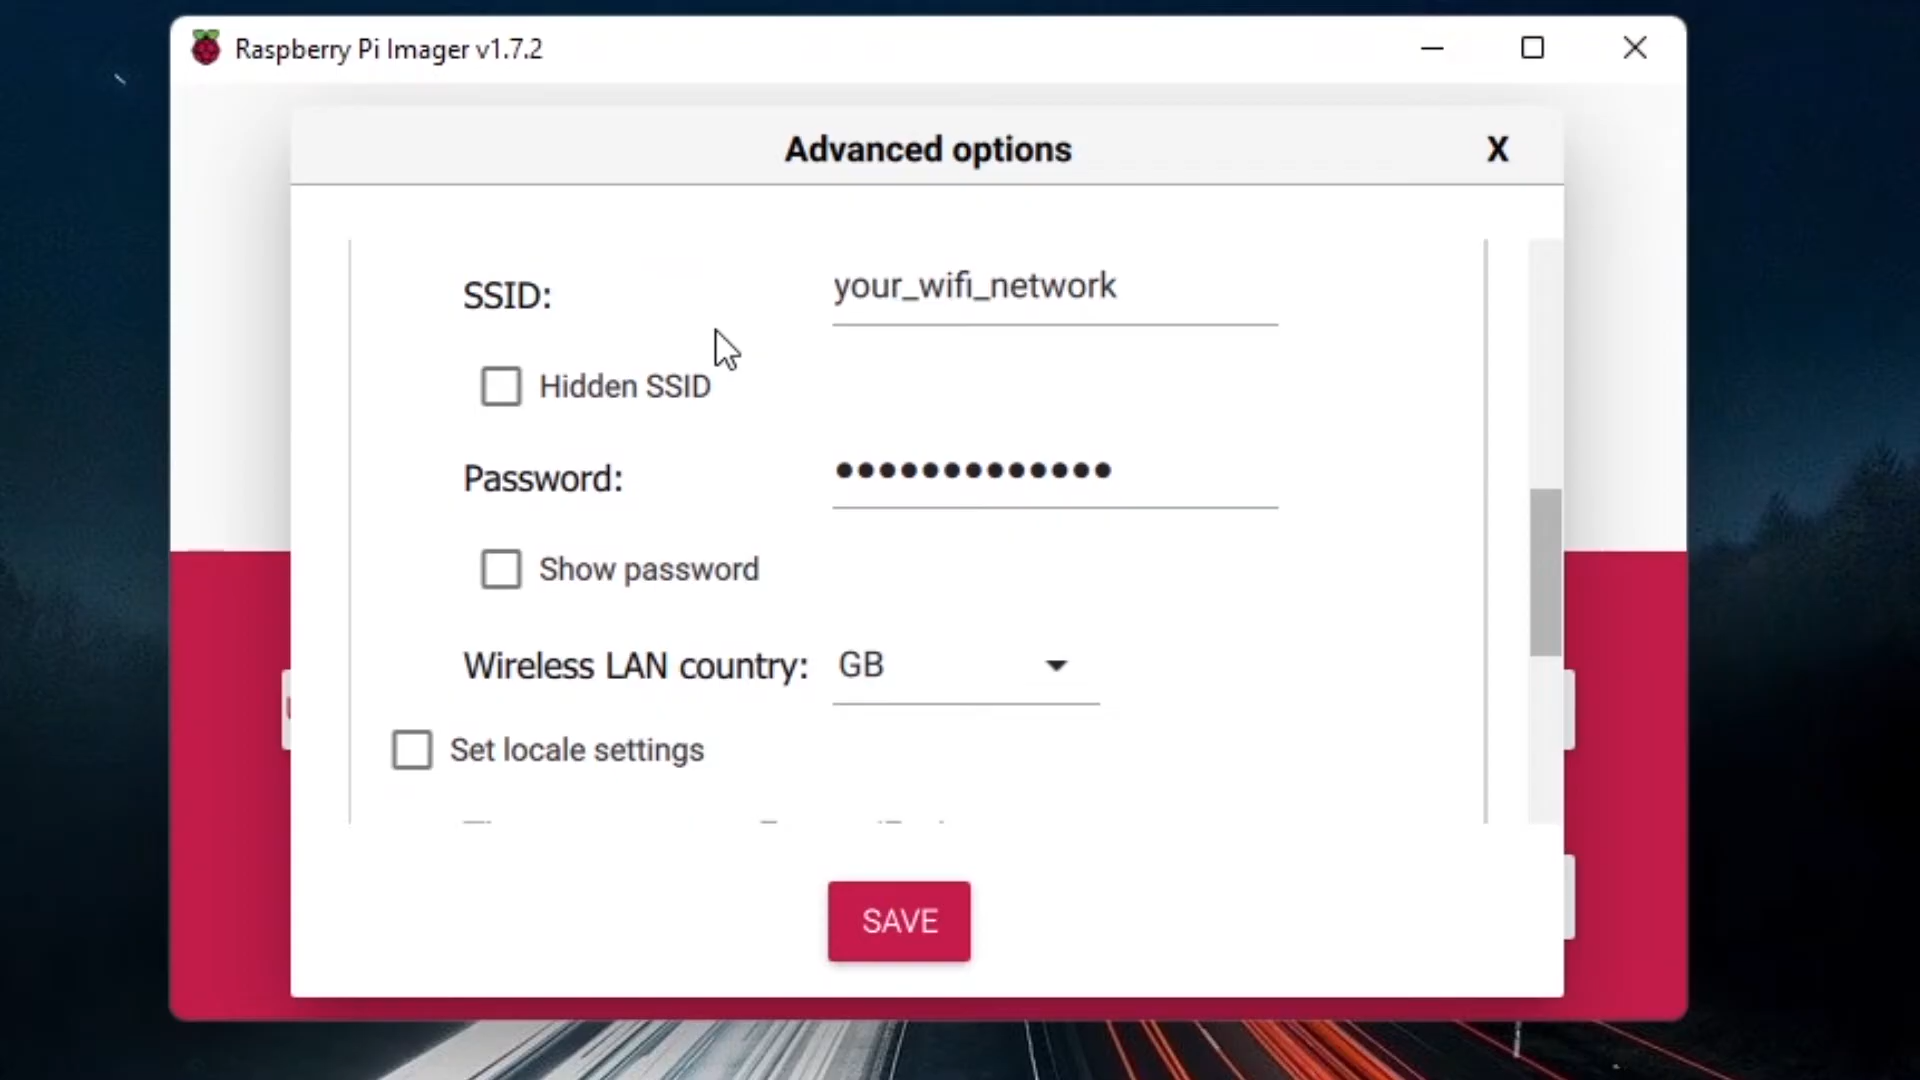 Raspberry Pi Imager v1.7.2
Advanced options
X
SSID: your_wifi_network
Hidden SSID
Password: •••••••••••••
Show password
Wireless LAN country: GB
Set locale settings
SAVE